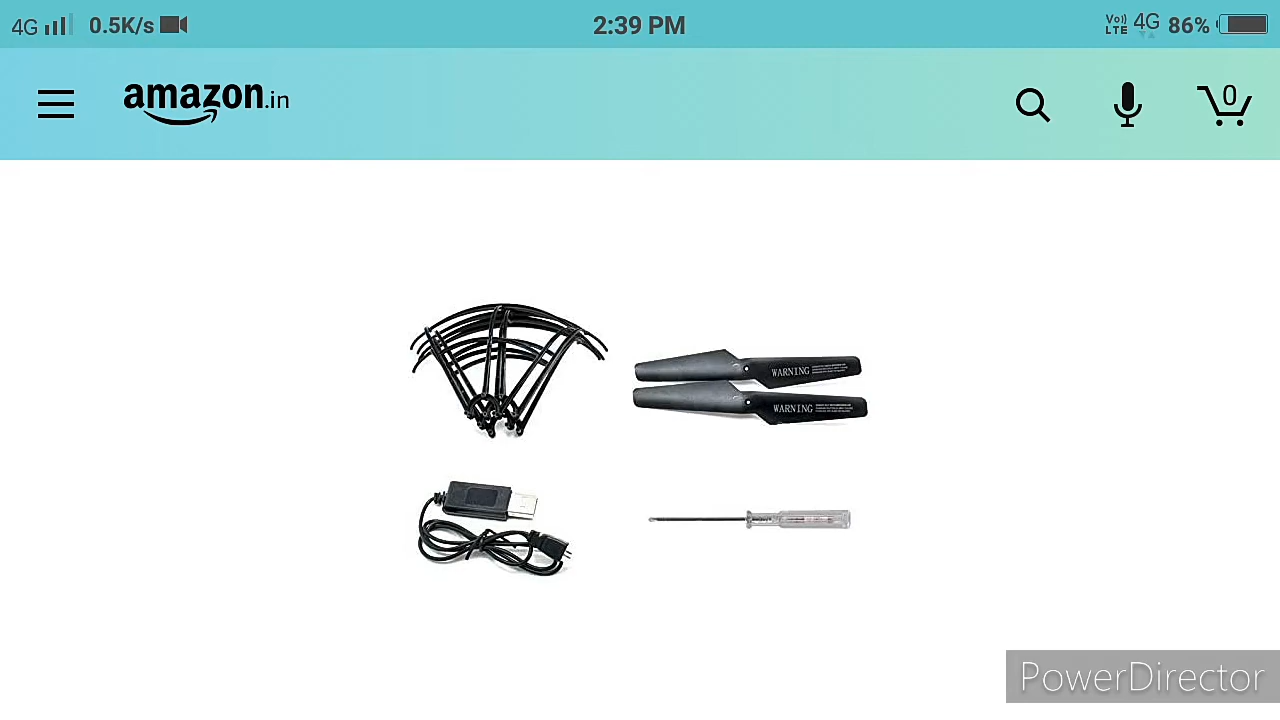 4G 0.5K/s 2:39 PM Vo)) LTE 4G 86%
amazon.in 0
WARNING
WARNING
PowerDirector